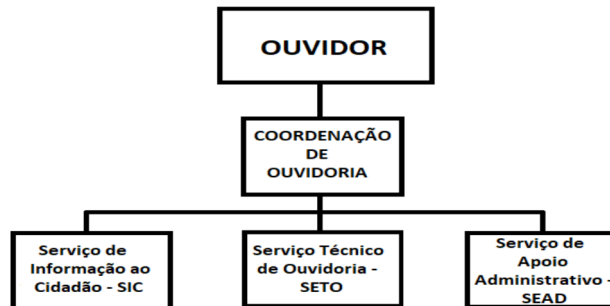 OUVIDOR
COORDENAÇÃO
DE
OUVIDORIA
Serviço de
Informação ao
Cidadão - SIC
Serviço Técnico
de Ouvidoria -
SETO
Serviço de
Apoio
Administrativo -
SEAD